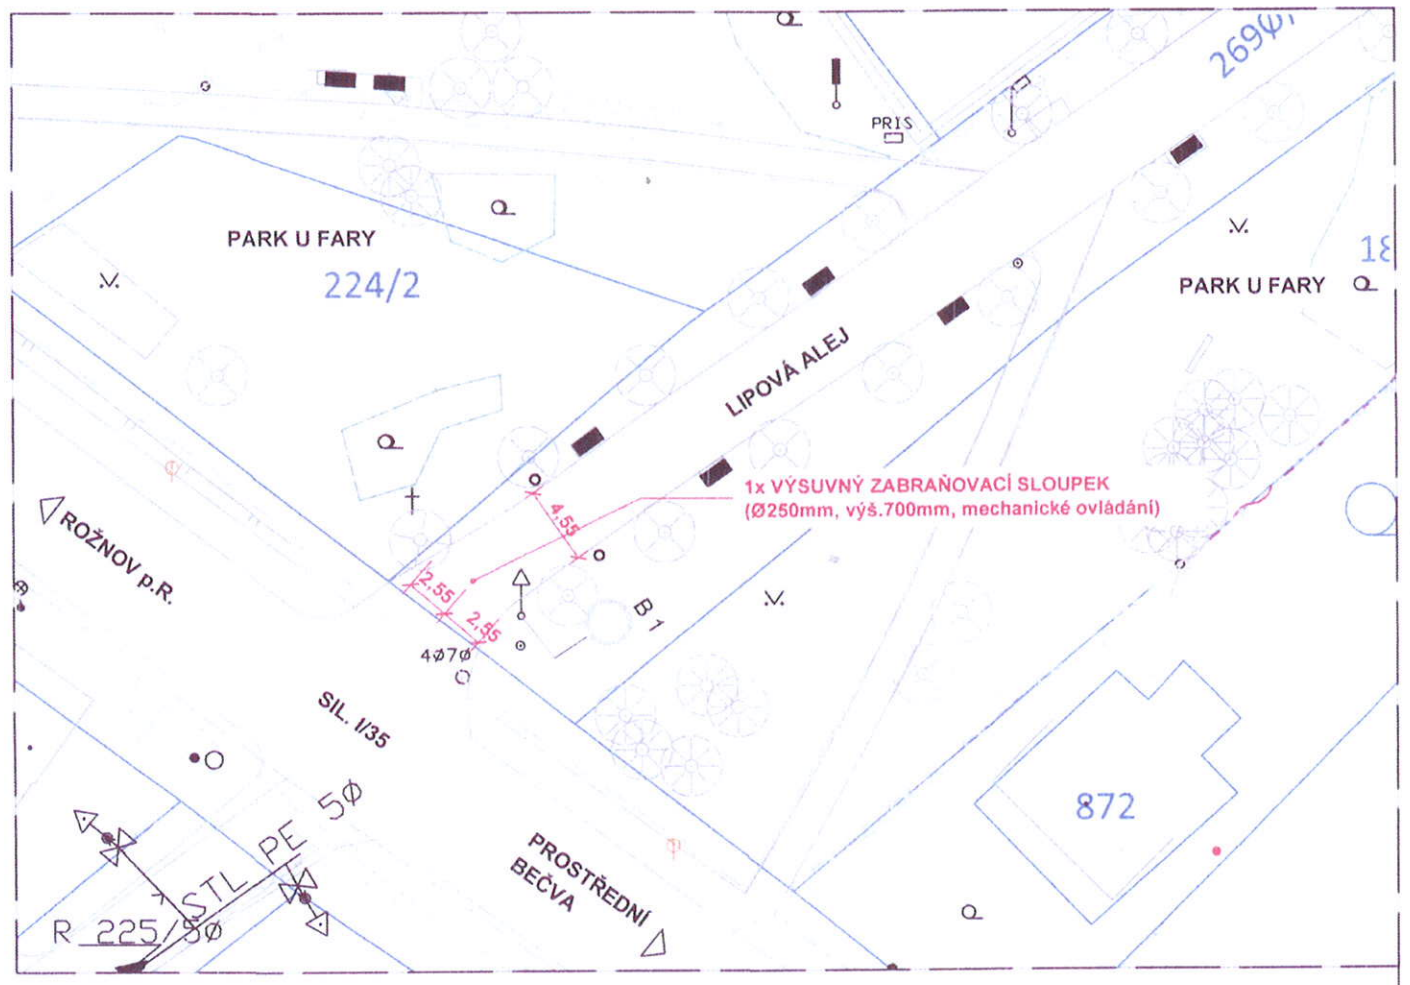 PRIS
PARK U FARY
224/2
PARK U FARY
LIPOVÁ ALEJ
1x VÝSUVNÝ ZABRAŇOVACÍ SLOUPEK
(Ø250mm, výš.700mm, mechanické ovládání)
4,55
2,55
2,55
B 1
4Ø7Ø
ROŽNOV p.R.
SIL. I/35
872
PROSTŘEDNÍ
BEČVA
STL PE 5Ø
R 225/5Ø